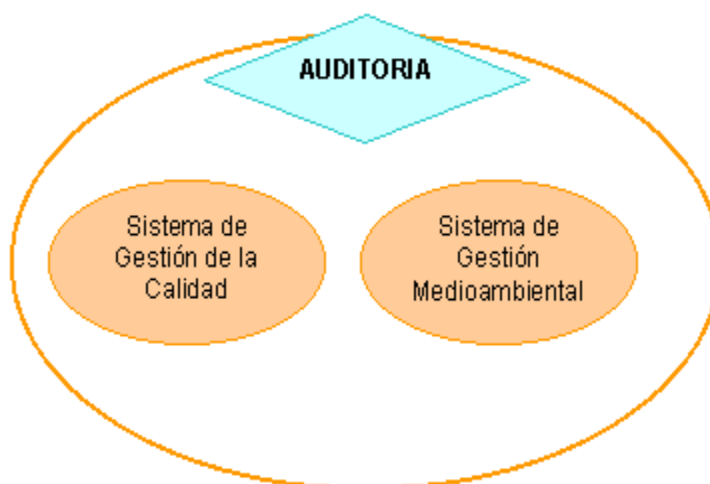 AUDITORIA
Sistema de
Gestión de la
Calidad
Sistema de
Gestión
Medioambiental